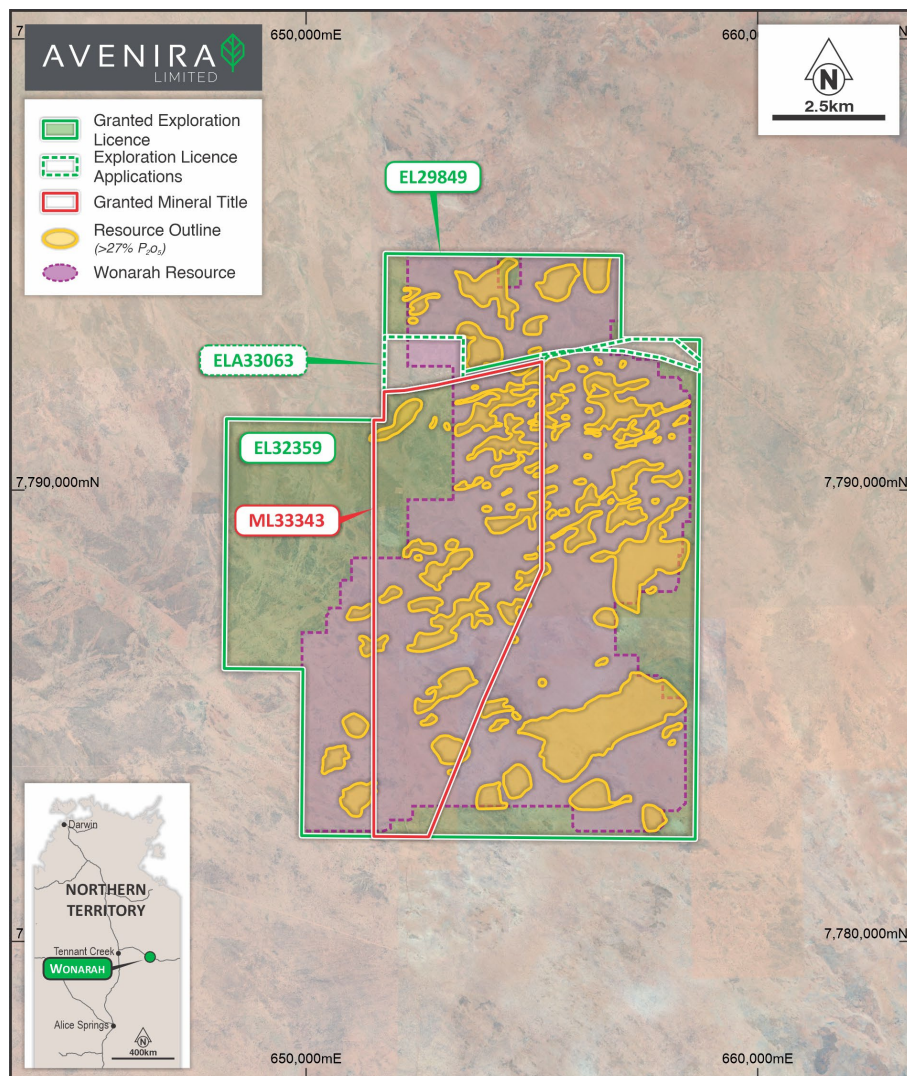 7
650,000mE
660,
N
AVENIRA
LIMITED
N
2.5km
Granted Exploration
Licence
Exploration Licence
Applications
Granted Mineral Title
Resource Outline
(>27% P₂o₅)
Wonarah Resource
EL29849
ELA33063
EL32359
7,790,000mN
7,790,000mN
ML33343
Darwin
NORTHERN
TERRITORY
Tennant Creek
WONARAH
Alice Springs
N
400km
7,780,000mN
650,000mE
660,000mE